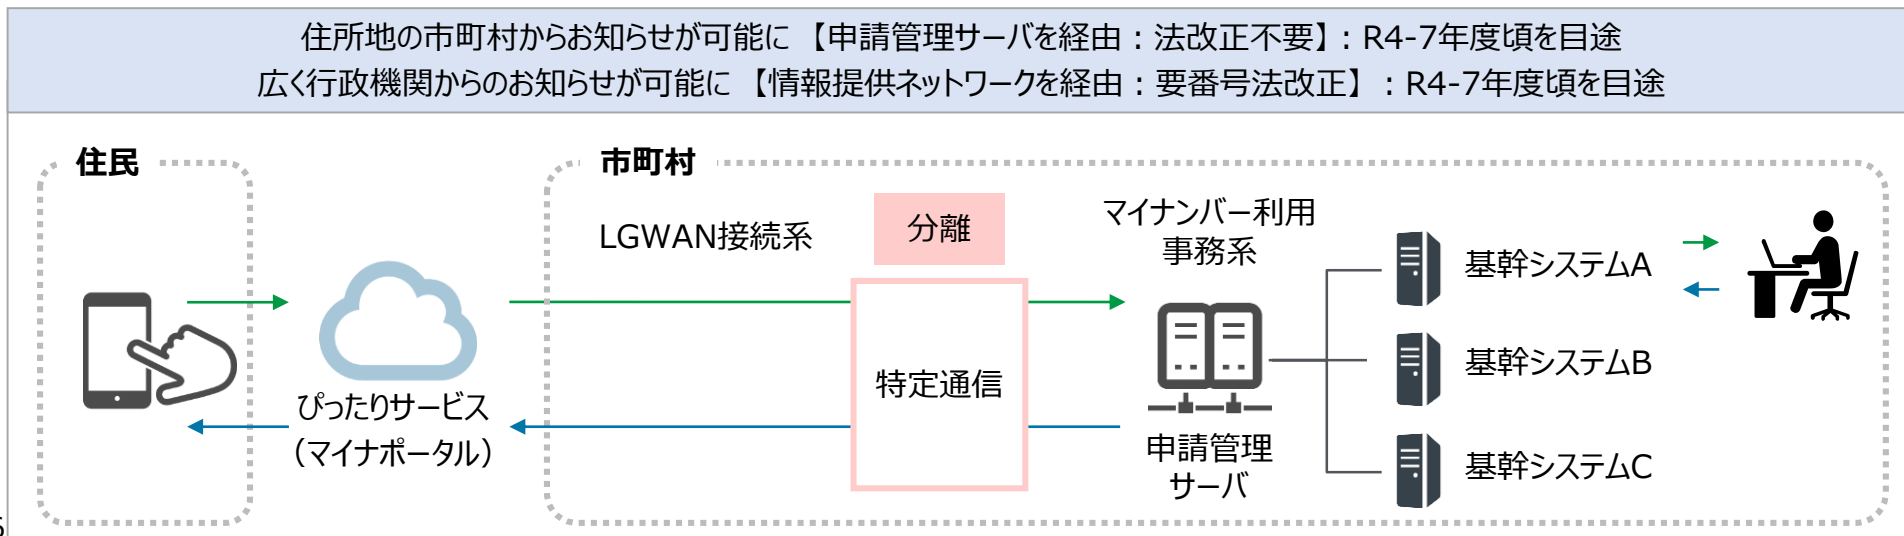 住所地の市町村からお知らせが可能に 【申請管理サーバを経由：法改正不要】：R4-7年度頃を目途
広く行政機関からのお知らせが可能に 【情報提供ネットワークを経由：要番号法改正】 ：R4-7年度頃を目途
住民
市町村
LGWAN接続系
分離
マイナンバー利用
事務系
基幹システムA
特定通信
基幹システムB
ぴったりサービス
（マイナポータル）
申請管理
サーバ
基幹システムC